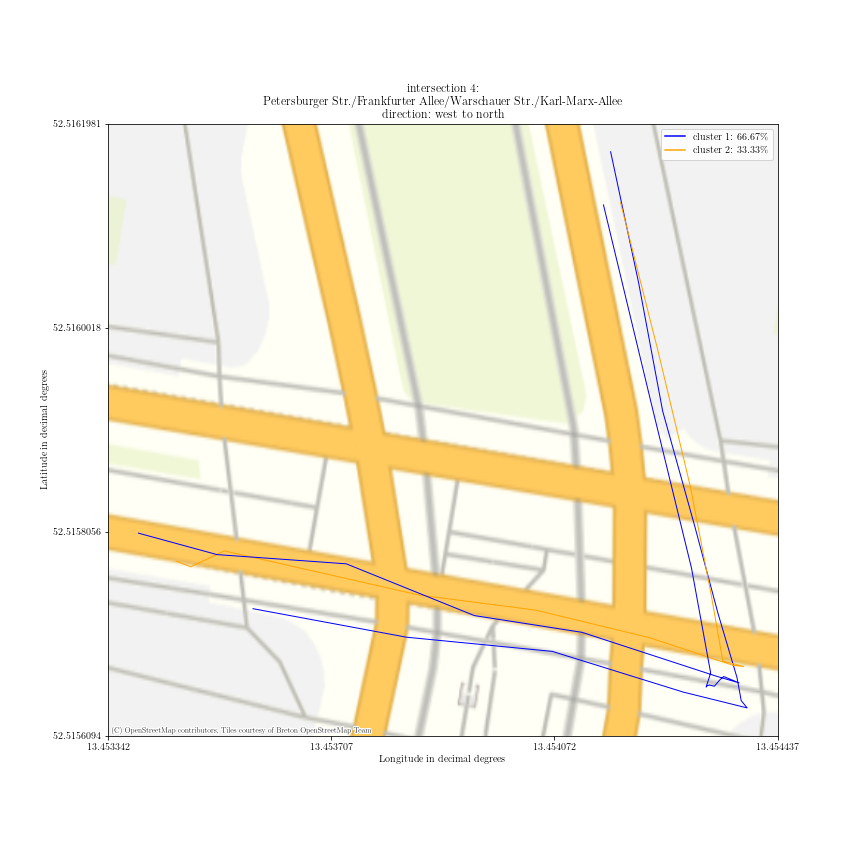 intersection 4:
Petersburger Str./Frankfurter Allee/Warschauer Str./Karl-Marx-Allee
direction: west to north
52.5161981
cluster 1: 66.67%
cluster 2: 33.33%
52.5160018
Latitude in decimal degrees
52.5158056
52.5156094
(C) OpenStreetMap contributors, Tiles courtesy of Breton OpenStreetMap Team
13.453342
13.453707
13.454072
13.454437
Longitude in decimal degrees